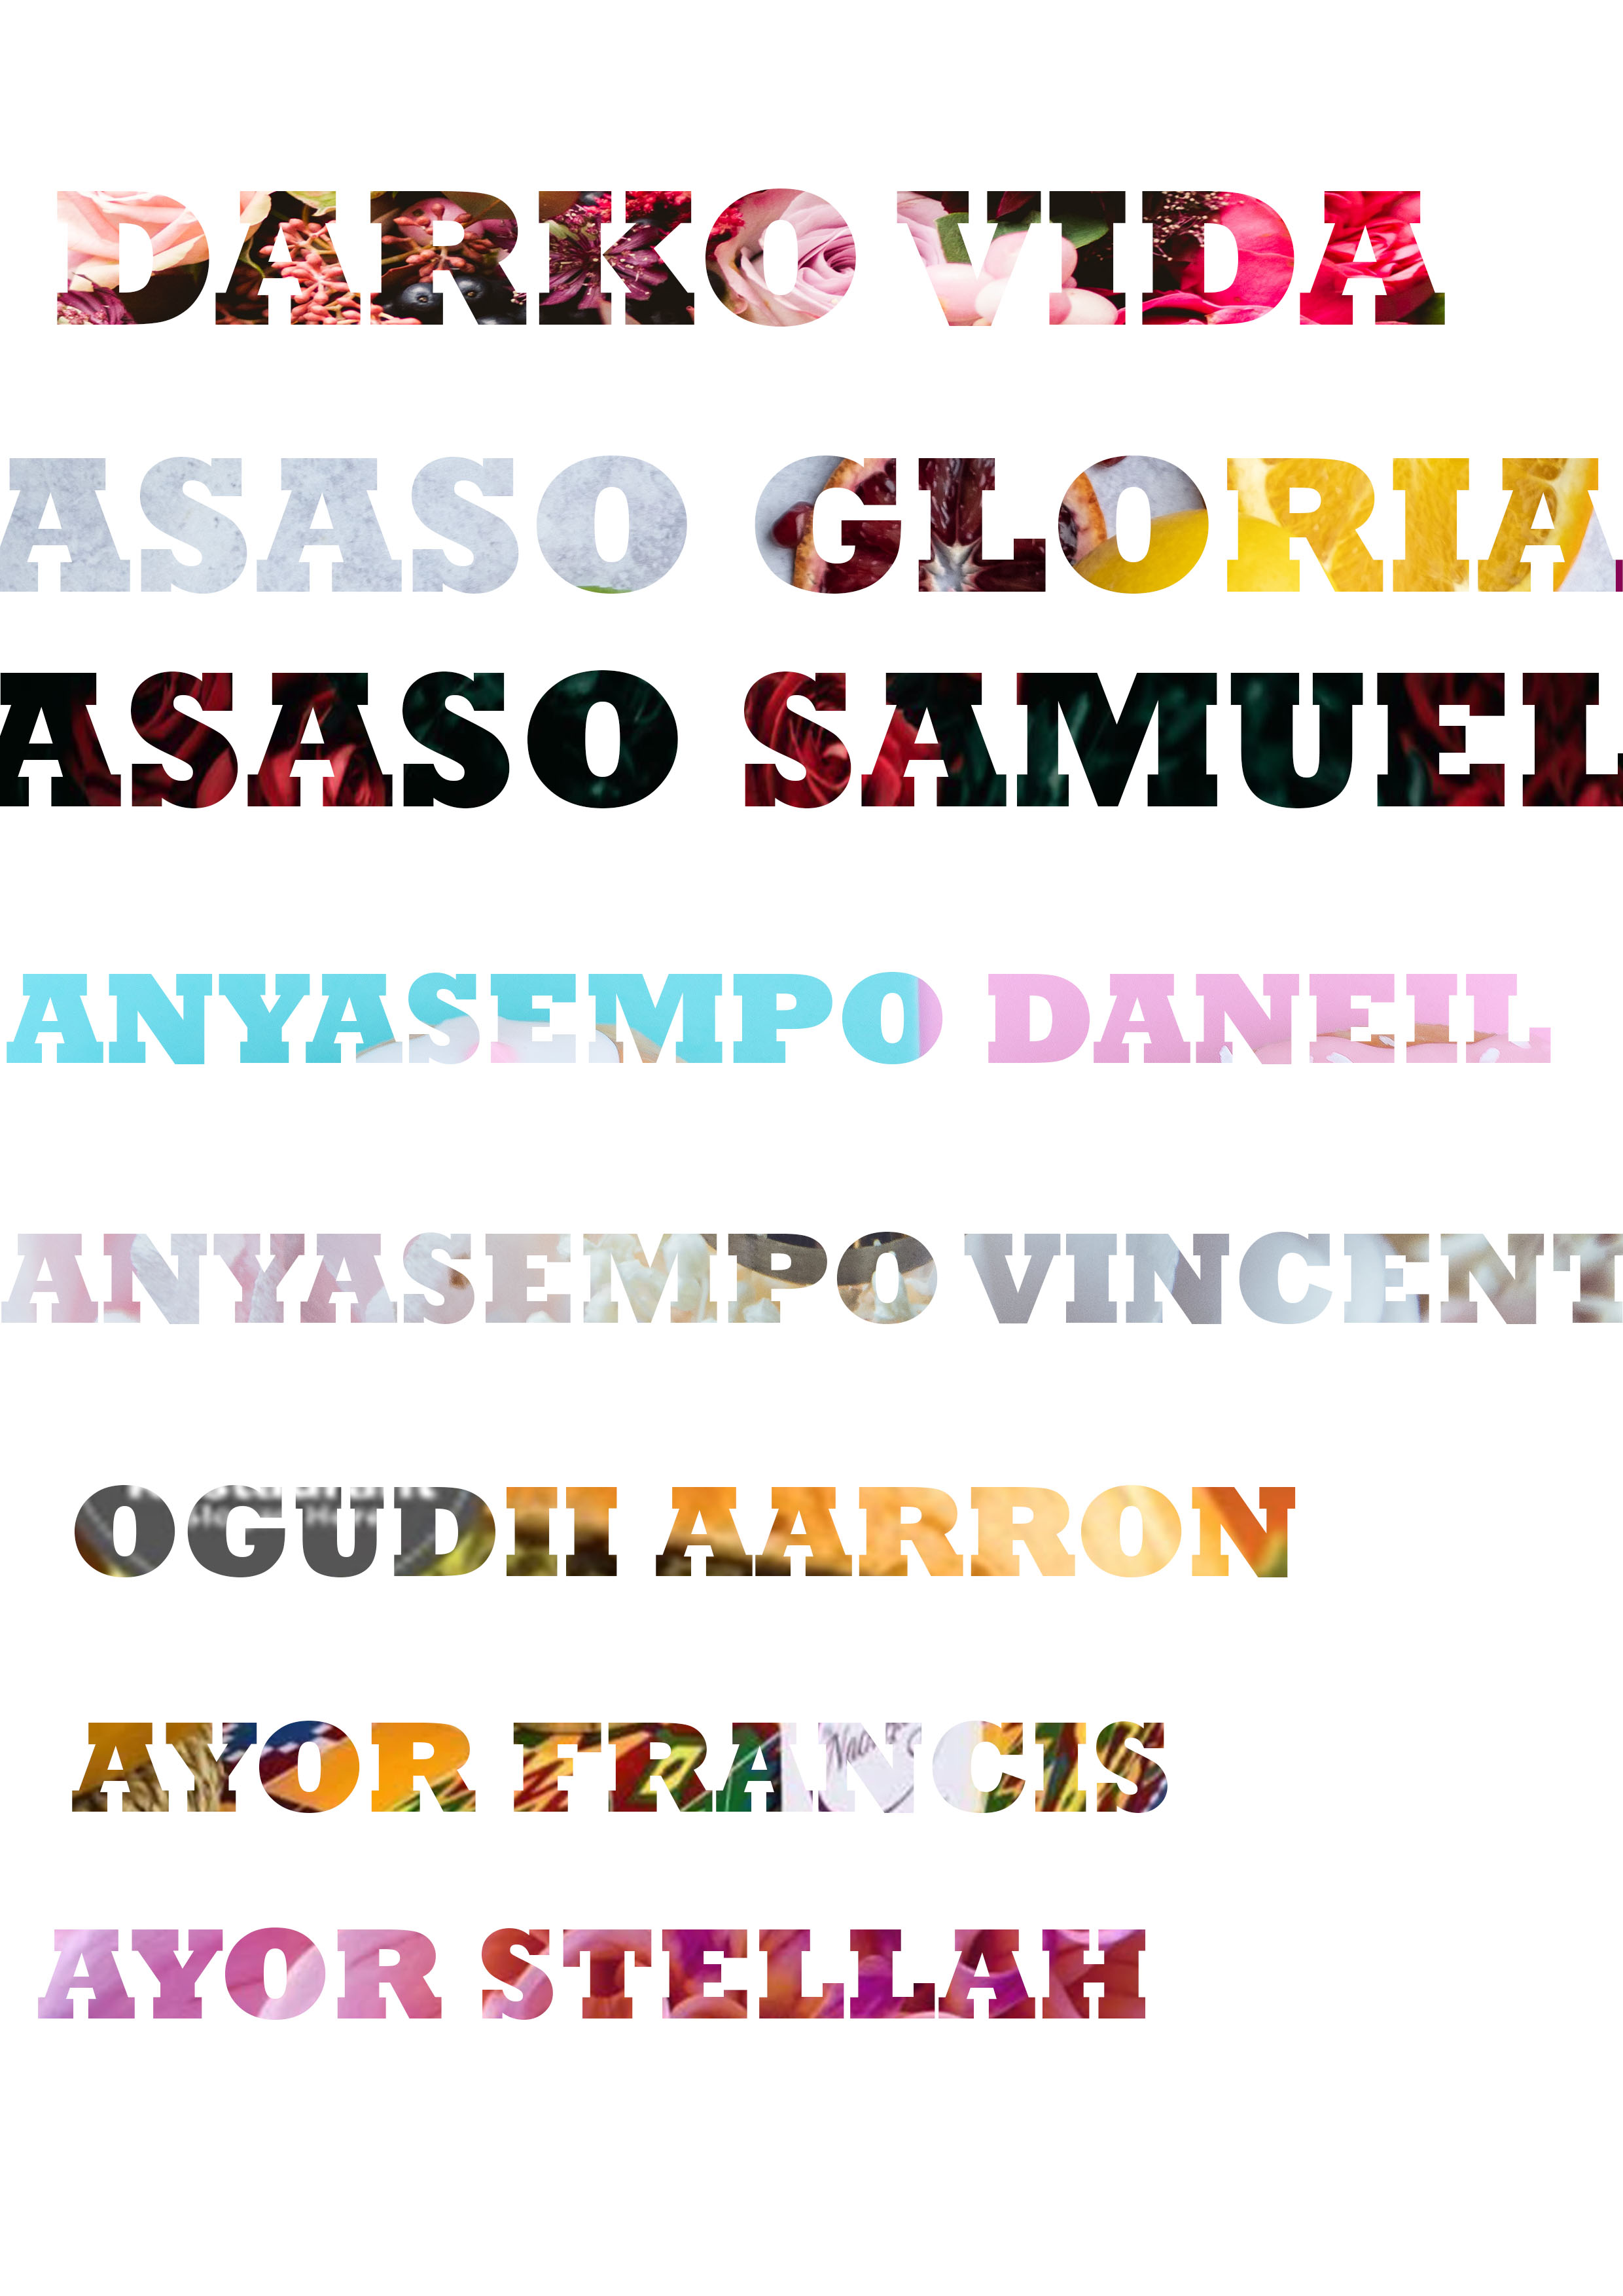 DARKO VIDA
ASASO GLORIA
ASASO SAMUEL
ANYASEMPO DANEIL
ANYASEMPO VINCENT
OGUDII AARRON
AYOR FRANCIS
AYOR STELLAH